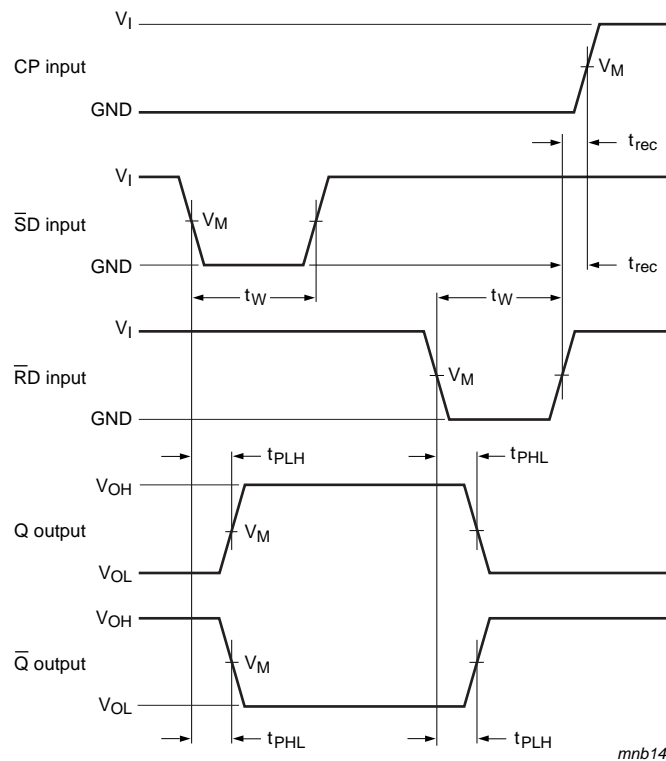 V_I
CP input
V_M
GND
t_rec
V_I
S̅D input
V_M
GND
t_rec
t_W
t_W
V_I
R̅D input
V_M
GND
t_PLH
t_PHL
V_OH
Q output
V_M
V_OL
V_OH
Q̅ output
V_M
V_OL
t_PHL
t_PLH
mnb14